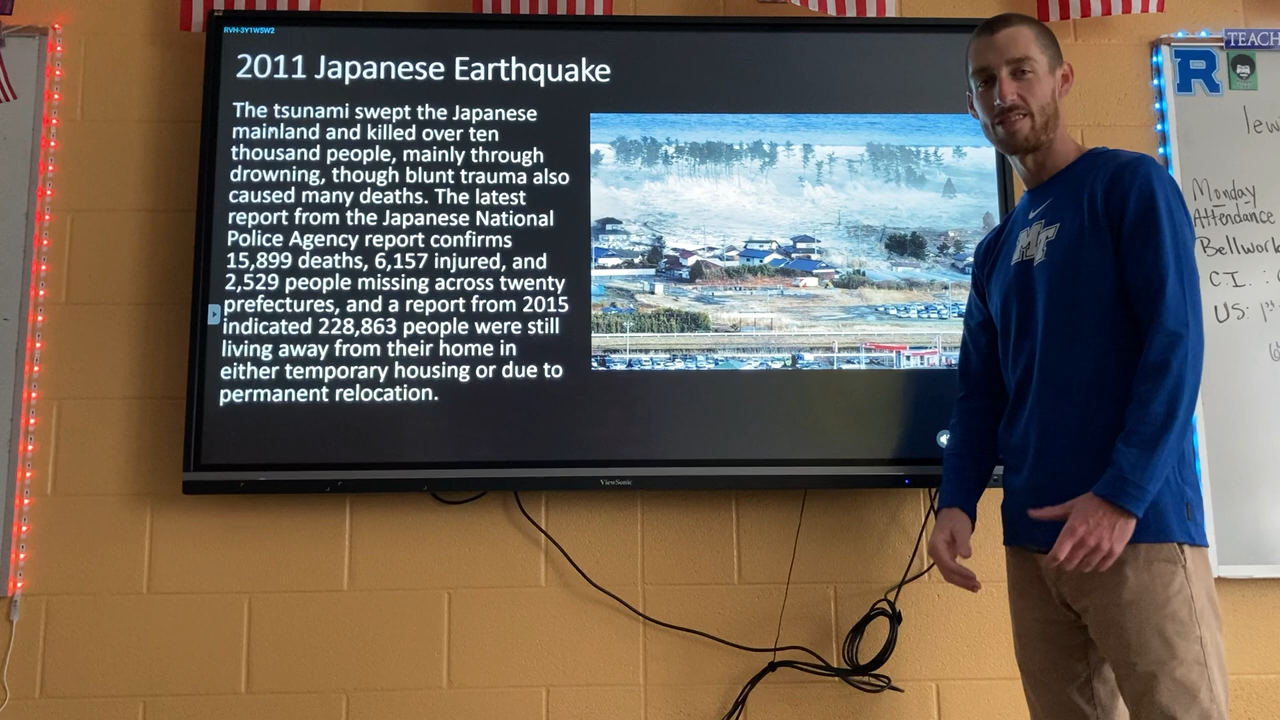 RVH-3Y1W5W2
2011 Japanese Earthquake
The tsunami swept the Japanese
mainland and killed over ten
thousand people, mainly through
drowning, though blunt trauma also
caused many deaths. The latest
report from the Japanese National
Police Agency report confirms
15,899 deaths, 6,157 injured, and
2,529 people missing across twenty
prefectures, and a report from 2015
indicated 228,863 people were still
living away from their home in
either temporary housing or due to
permanent relocation.
ViewSonic
MT
TEACH
R
Monday
Attendance
Bellwork
C.I. :
US: 1st